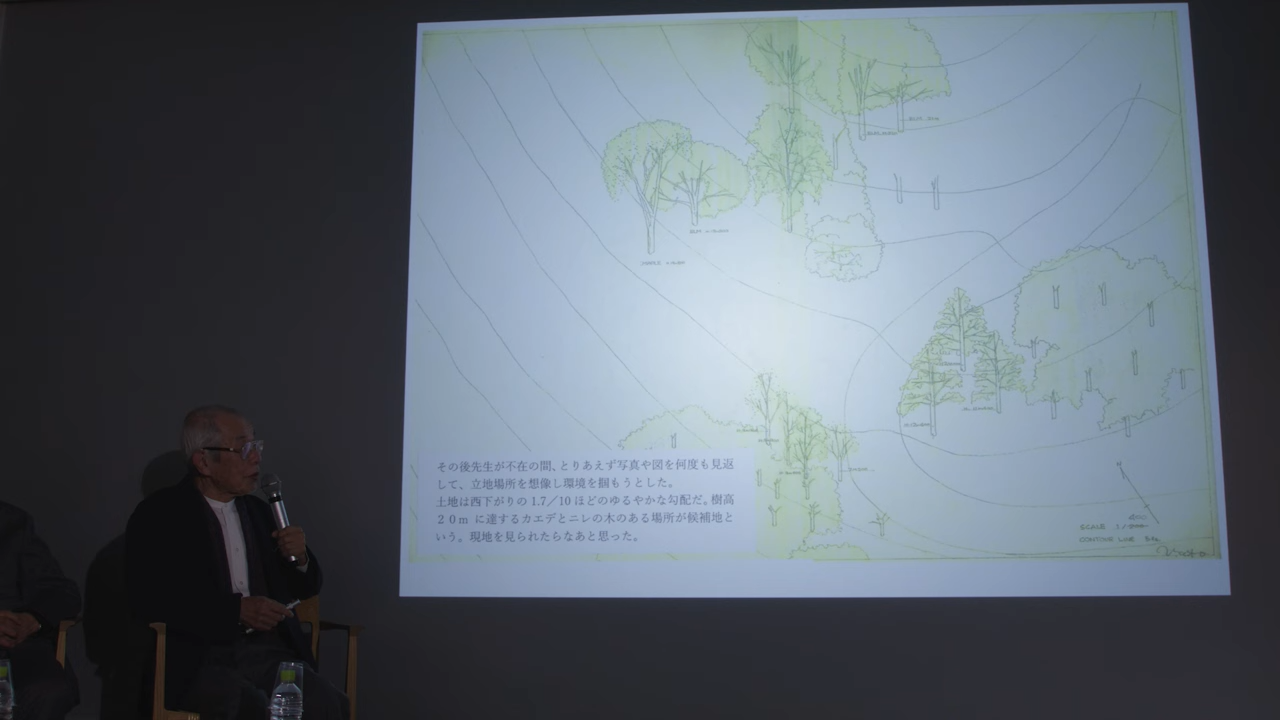 その後先生が不在の間、とりあえず写真や図を何度も見返
して、立地場所を想像し環境を掴もうとした。
土地は西下がりの 1.7／10 ほどのゆるやかな勾配だ。樹高
２０ｍ に達するカエデとニレの木のある場所が候補地と
いう。現地を見られたらなあと思った。
SCALE
CONTOUR LINE